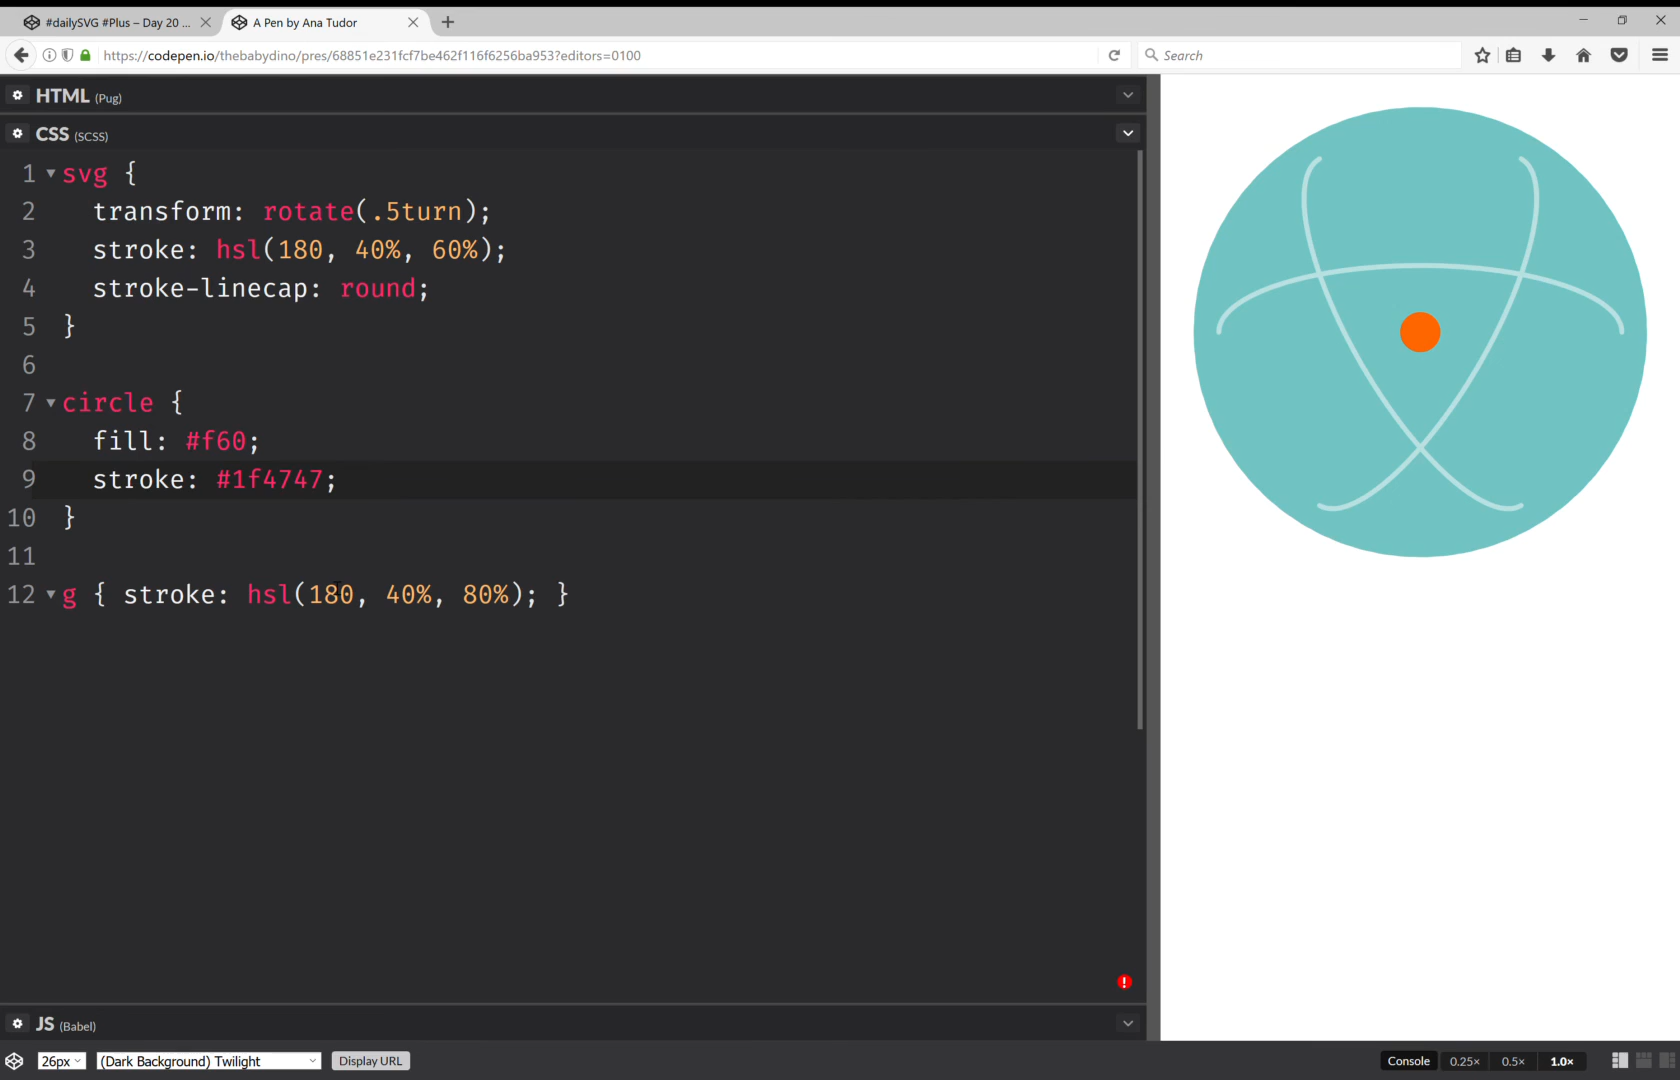 #dailySVG #Plus – Day 20 ...
A Pen by Ana Tudor
https://codepen.io/thebabydino/pres/68851e231fcf7be462f116f6256ba953?editors=0100
Search
HTML (Pug)
CSS (SCSS)
1 svg {
2 transform: rotate(.5turn);
3 stroke: hsl(180, 40%, 60%);
4 stroke-linecap: round;
5 }
6
7 circle {
8 fill: #f60;
9 stroke: #1f4747;
10 }
11
12 g { stroke: hsl(180, 40%, 80%); }
JS (Babel)
26px (Dark Background) Twilight Display URL Console 0.25× 0.5× 1.0×